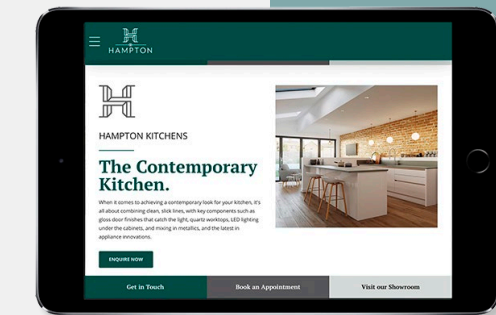 HAMPTON
HAMPTON KITCHENS
The Contemporary
Kitchen.
When it comes to achieving a contemporary look for your kitchen, it's
all about combining clean, slick lines, with key components such as
gloss door finishes that catch the light, quartz worktops, LED lighting
under the cabinets, and mixing in metallics, and the latest in
appliance innovations.
ENQUIRE NOW
Get in Touch
Book an Appointment
Visit our Showroom